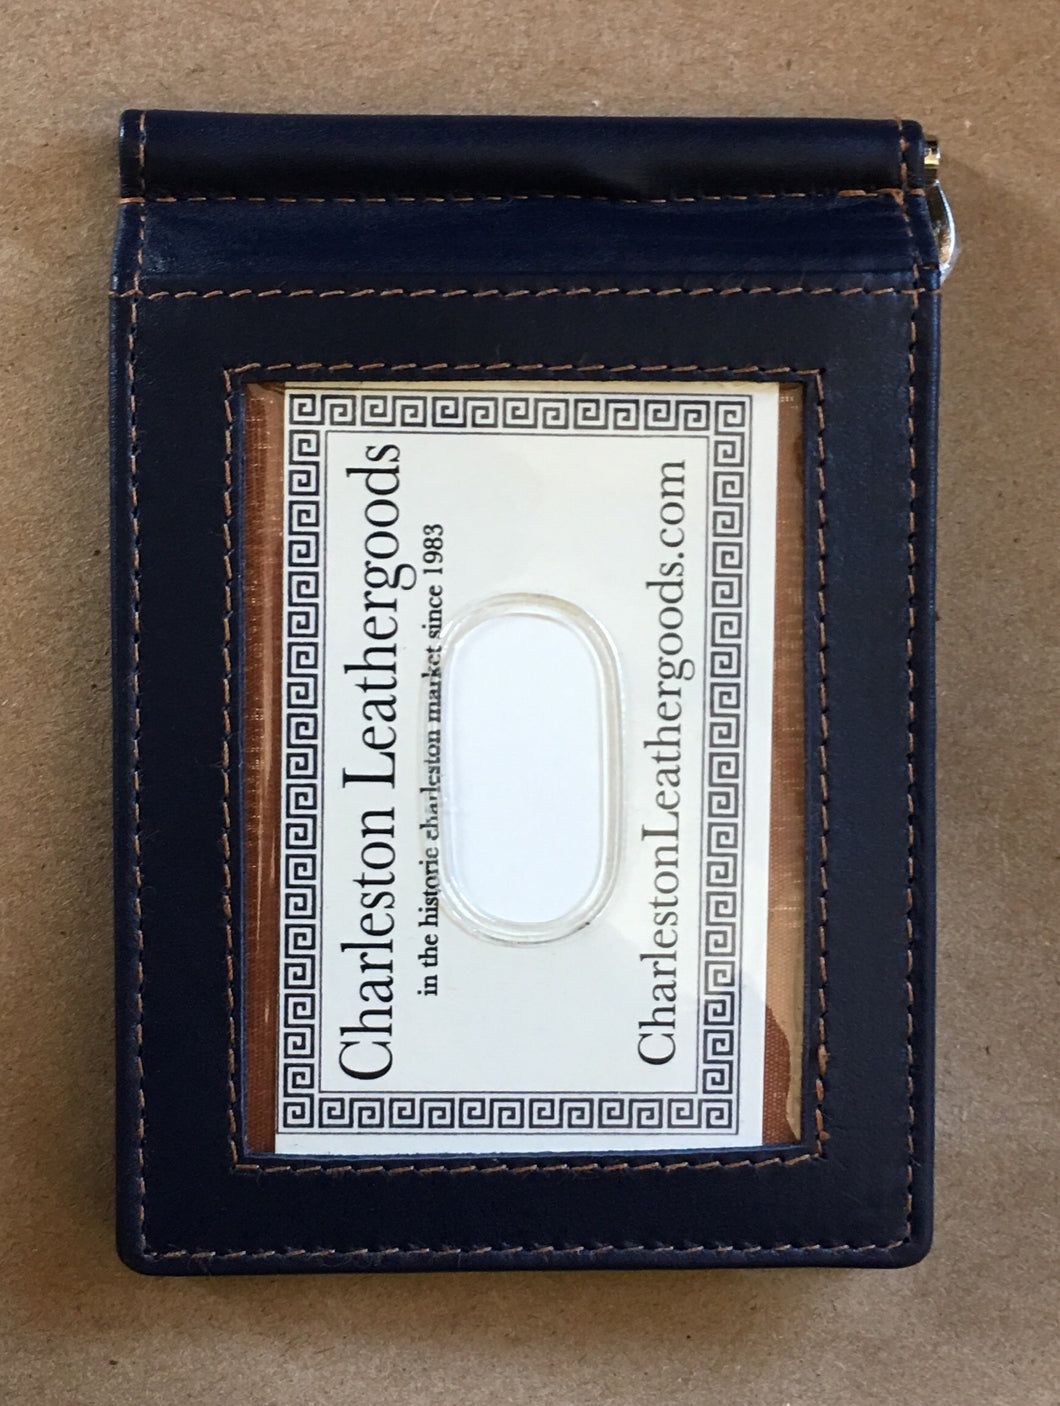 Charleston Leathergoods
in the historic charleston market since 1983
CharlestonLeathergoods.com